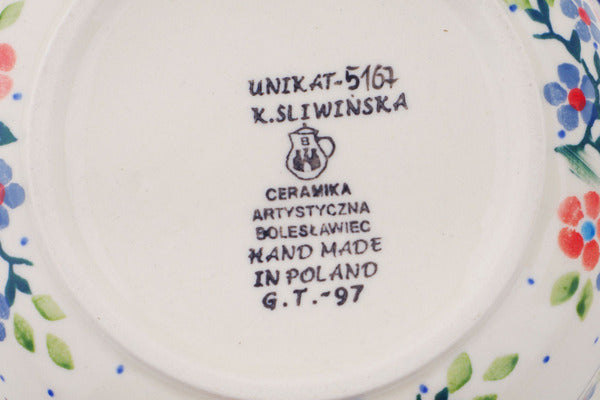 UNIKAT-5167
K.SLIWIŃSKA
B
CERAMIKA
ARTYSTYCZNA
BOLESŁAWIEC
HAND MADE
IN POLAND
G.T.-97